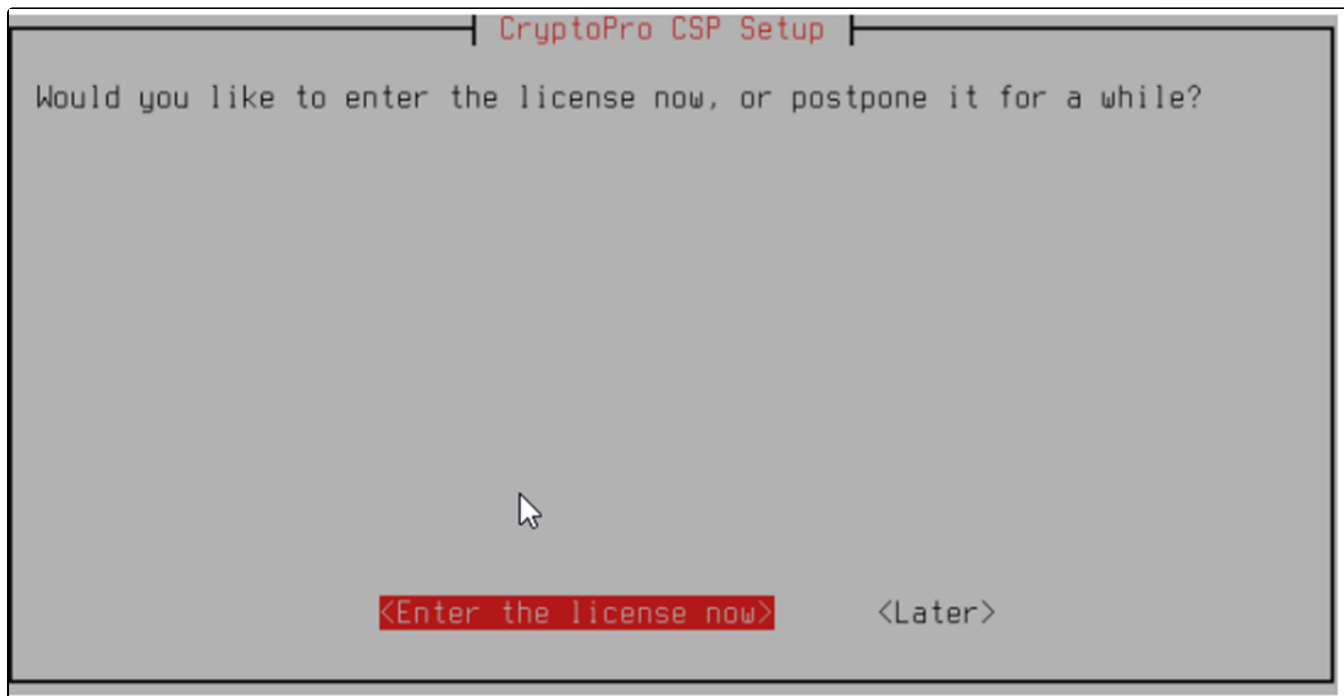 CryptoPro CSP Setup
Would you like to enter the license now, or postpone it for a while?
<Enter the license now> <Later>